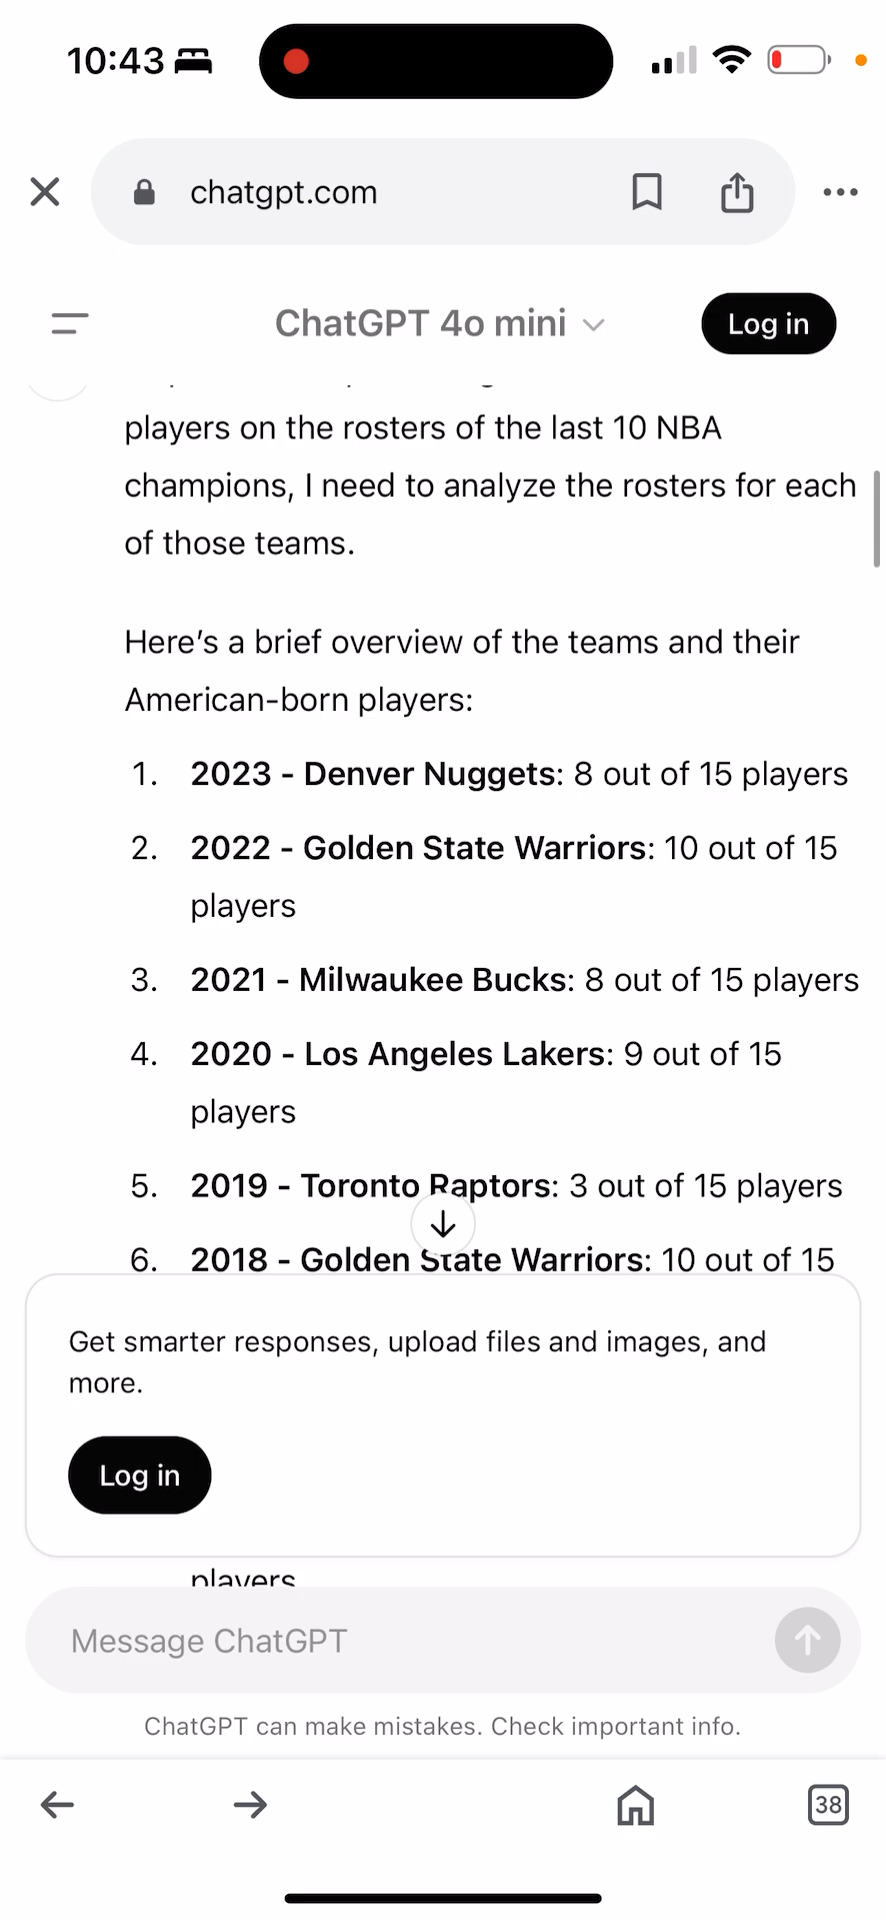 10:43
chatgpt.com
ChatGPT 4o mini
Log in
players on the rosters of the last 10 NBA
champions, I need to analyze the rosters for each
of those teams.
Here's a brief overview of the teams and their
American-born players:
1. 2023 - Denver Nuggets: 8 out of 15 players
2. 2022 - Golden State Warriors: 10 out of 15
players
3. 2021 - Milwaukee Bucks: 8 out of 15 players
4. 2020 - Los Angeles Lakers: 9 out of 15
players
5. 2019 - Toronto Raptors: 3 out of 15 players
6. 2018 - Golden State Warriors: 10 out of 15
Get smarter responses, upload files and images, and
more.
Log in
players
Message ChatGPT
ChatGPT can make mistakes. Check important info.
38